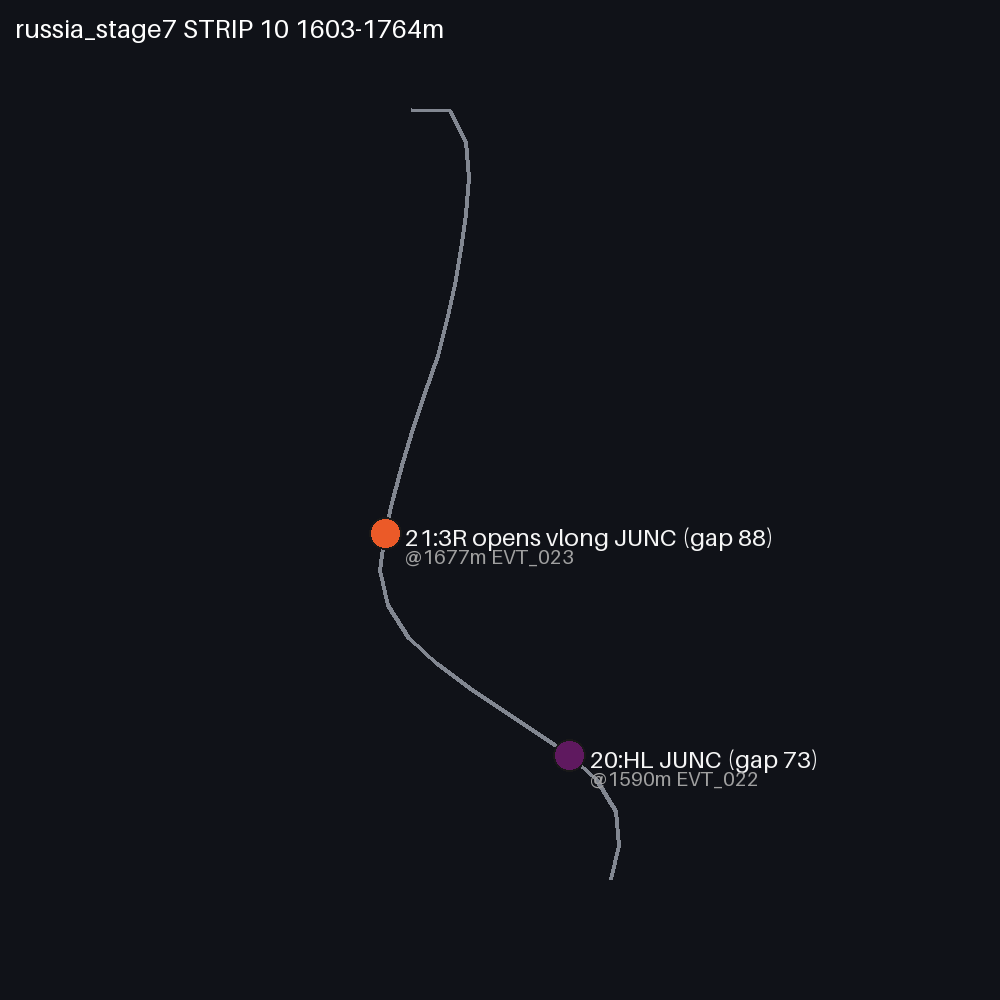 russia_stage7 STRIP 10 1603-1764m
21:3R opens vlong JUNC (gap 88)
@1677m EVT_023
20:HL JUNC (gap 73)
@1590m EVT_022